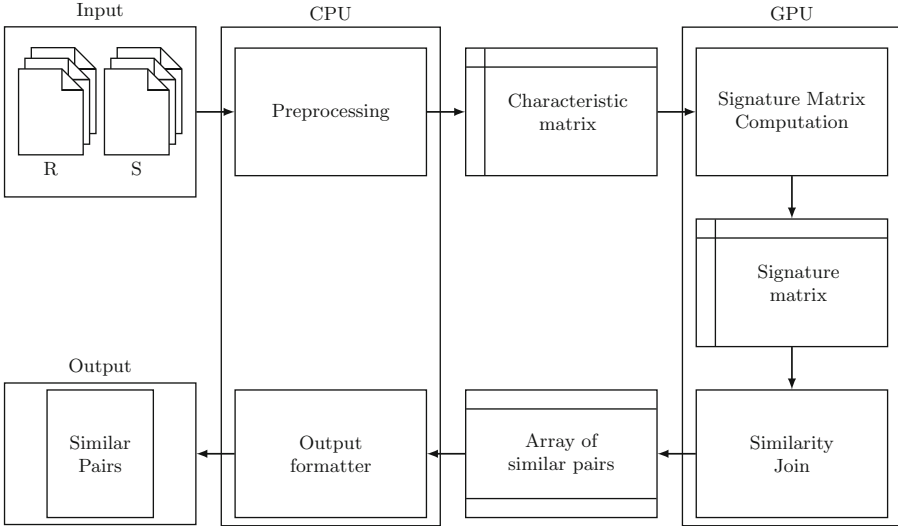 Input
CPU
GPU
R
S
Preprocessing
Characteristic
matrix
Signature Matrix
Computation
Signature
matrix
Output
Similar
Pairs
Output
formatter
Array of
similar pairs
Similarity
Join